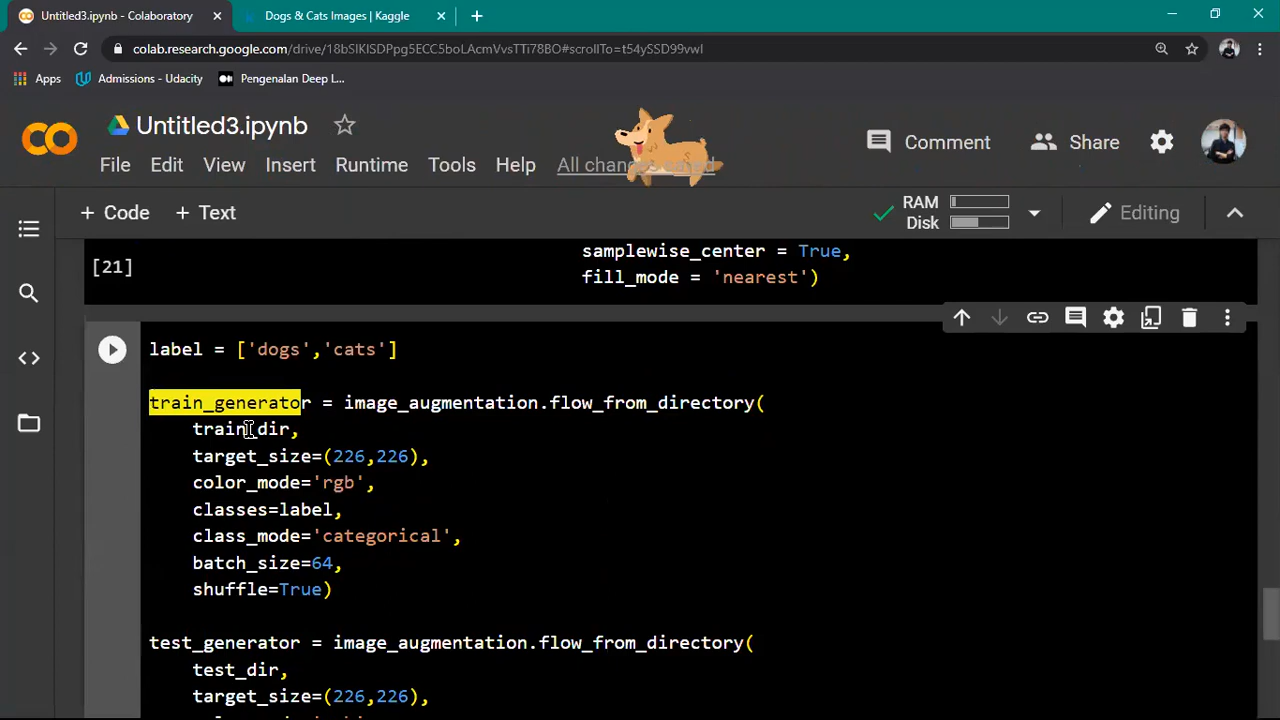 Untitled3.ipynb - Colaboratory
Dogs & Cats Images | Kaggle
colab.research.google.com/drive/18bSIKISDPpg5ECC5boLAcmVvsTTi78BO#scrollTo=t54ySSD99vwI
Apps
Admissions - Udacity
Pengenalan Deep L...
Untitled3.ipynb
Comment
Share
File Edit View Insert Runtime Tools Help All changes saved
+ Code + Text
RAM
Disk
Editing
samplewise_center = True,
[21]
fill_mode = 'nearest')
label = ['dogs','cats']
train_generator = image_augmentation.flow_from_directory(
train_dir,
target_size=(226,226),
color_mode='rgb',
classes=label,
class_mode='categorical',
batch_size=64,
shuffle=True)
test_generator = image_augmentation.flow_from_directory(
test_dir,
target_size=(226,226),